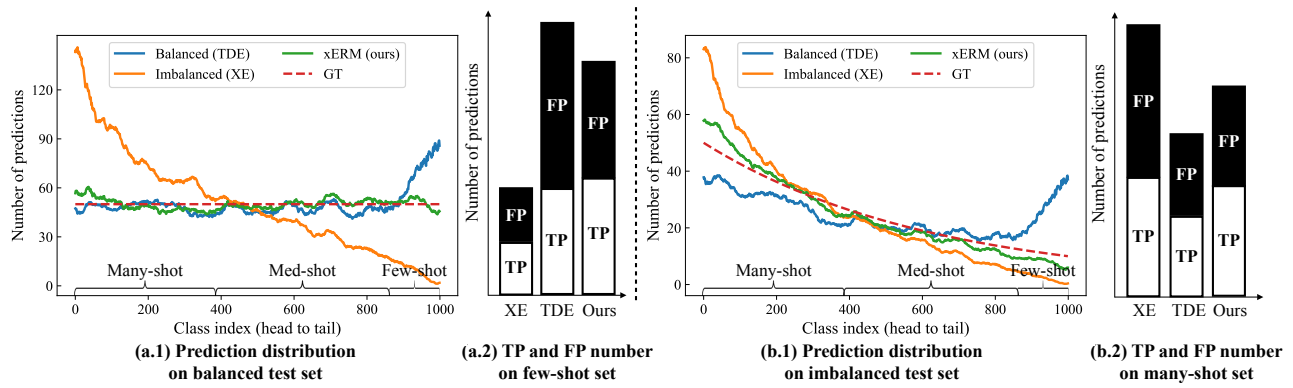 Number of predictions
120
90
60
30
0
Balanced (TDE)
Imbalanced (XE)
xERM (ours)
GT
Many-shot
Med-shot
Few-shot
0
200
400
600
800
1000
Class index (head to tail)
(a.1) Prediction distribution
on balanced test set
Number of predictions
FP
TP
FP
TP
FP
TP
XE
TDE
Ours
(a.2) TP and FP number
on few-shot set
Number of predictions
80
60
40
20
0
Balanced (TDE)
Imbalanced (XE)
xERM (ours)
GT
Many-shot
Med-shot
Few-shot
0
200
400
600
800
1000
Class index (head to tail)
(b.1) Prediction distribution
on imbalanced test set
Number of predictions
FP
TP
FP
TP
FP
TP
XE
TDE
Ours
(b.2) TP and FP number
on many-shot set